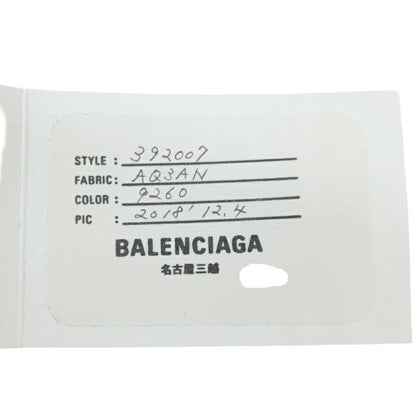 STYLE : 392007
FABRIC: AQ3AN
COLOR : 9260
PIC : 2018' 12.4
BALENCIAGA
名古屋三越